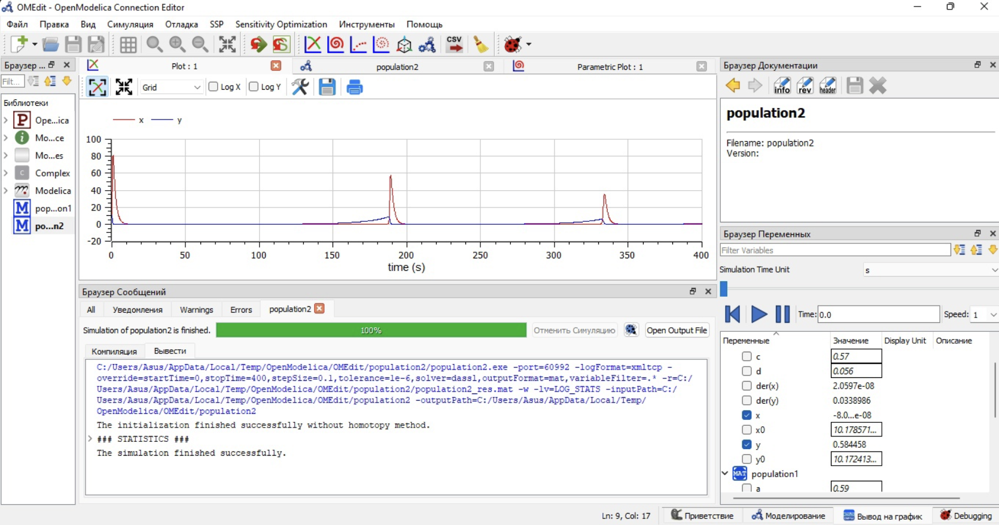 OMEdit - OpenModelica Connection Editor
Файл Правка Вид Симуляция Отладка SSP Sensitivity Optimization Инструменты Помощь
CSV
Браузер ...
Filt...
Библиотеки
P Ope...ica
i Mo...ce
Mo...es
C Complex
m Modelica
M pop...on1
M po...n2
Plot : 1 population2 Parametric Plot : 1
Grid Log X Log Y
x y
100
80
60
40
20
0
-20
0 50 100 150 200 250 300 350 400
time (s)
Браузер Сообщений
All Уведомления Warnings Errors population2
Simulation of population2 is finished. 100% Отменить Симуляцию Open Output File
Компиляция Вывести
C:/Users/Asus/AppData/Local/Temp/OpenModelica/OMEdit/population2/population2.exe -port=60992 -logFormat=xmltcp -
override=startTime=0,stopTime=400,stepSize=0.1,tolerance=1e-6,solver=dassl,outputFormat=mat,variableFilter=.* -r=C:/
Users/Asus/AppData/Local/Temp/OpenModelica/OMEdit/population2/population2_res.mat -w -lv=LOG_STATS -inputPath=C:/
Users/Asus/AppData/Local/Temp/OpenModelica/OMEdit/population2 -outputPath=C:/Users/Asus/AppData/Local/Temp/
OpenModelica/OMEdit/population2
The initialization finished successfully without homotopy method.
### STATISTICS ###
The simulation finished successfully.
Браузер Документации
info rev header
population2
Filename: population2
Version:
Браузер Переменных
Filter Variables
Simulation Time Unit s
Time: 0.0 Speed: 1
Переменные Значение Display Unit Описание
c 0.57
d 0.056
der(x) 2.0597e-08
der(y) 0.0338986
x -8.0...e-08
x0 10.178571...
y 0.584458
y0 10.172413...
MAT population1
a 0.59
Ln: 9, Col: 17 Приветствие Моделирование Вывод на график Debugging